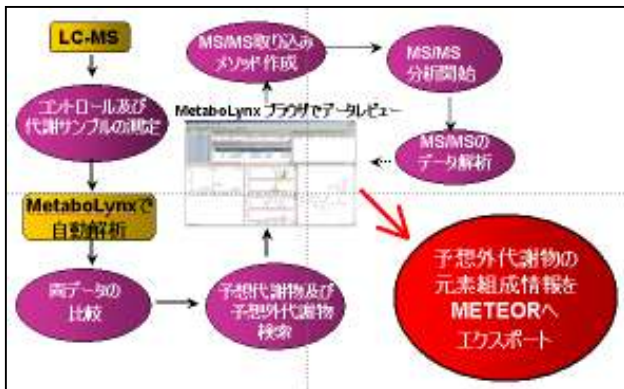 LC-MS
コントロール及び
代謝サンプルの測定
MetaboLynxで
自動解析
両データの
比較
予想代謝物及び
予想外代謝物
検索
MetaboLynx ブラウザでデータレビュー
MS/MS取り込み
メソッド作成
MS/MS
分析開始
MS/MSの
データ解析
予想外代謝物の
元素組成情報を
METEORへ
エクスポート